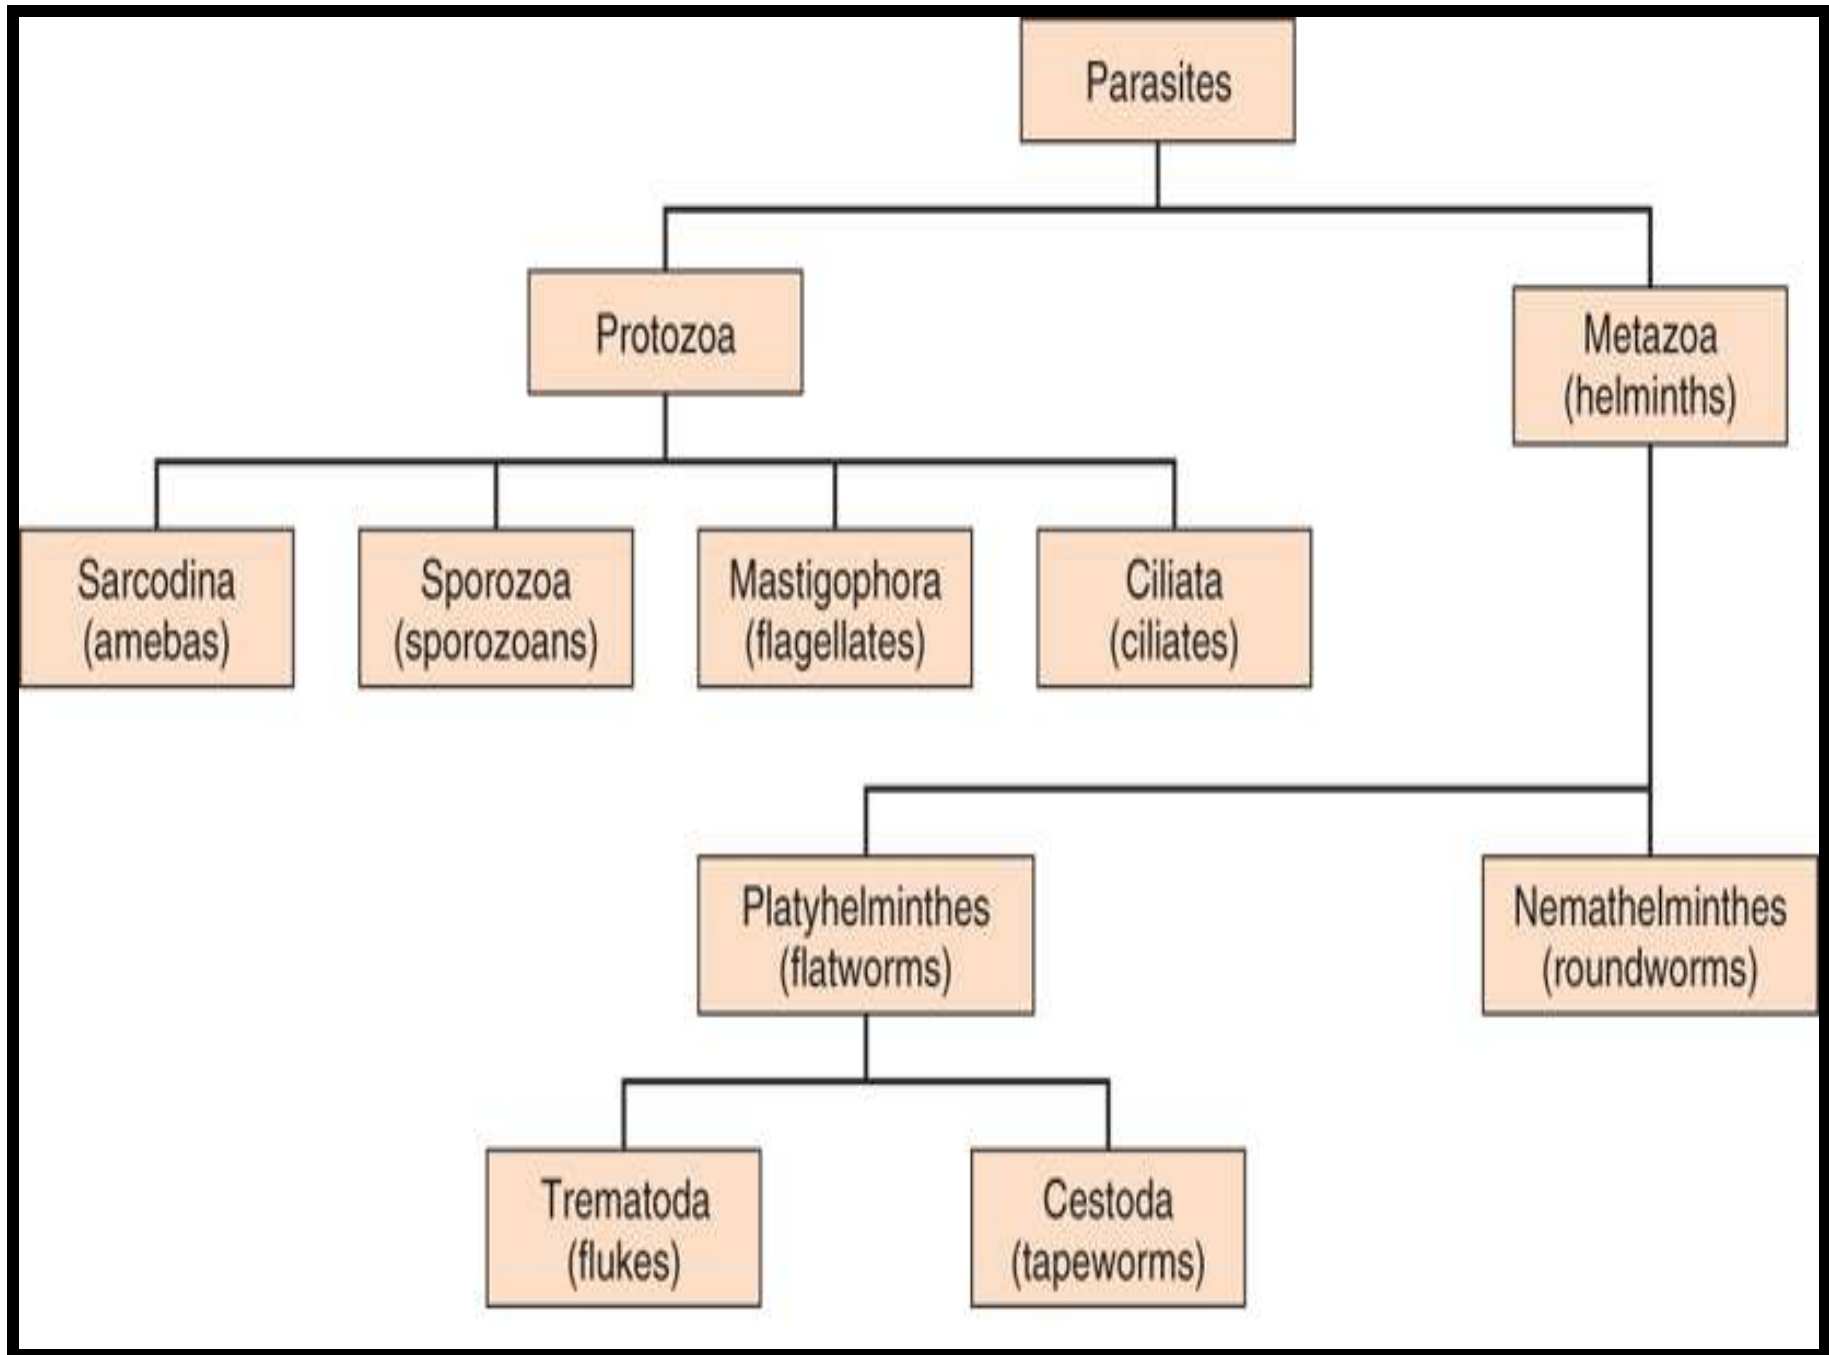 Parasites
Protozoa
Metazoa
(helminths)
Sarcodina
(amebas)
Sporozoa
(sporozoans)
Mastigophora
(flagellates)
Ciliata
(ciliates)
Platyhelminthes
(flatworms)
Nemathelminthes
(roundworms)
Trematoda
(flukes)
Cestoda
(tapeworms)